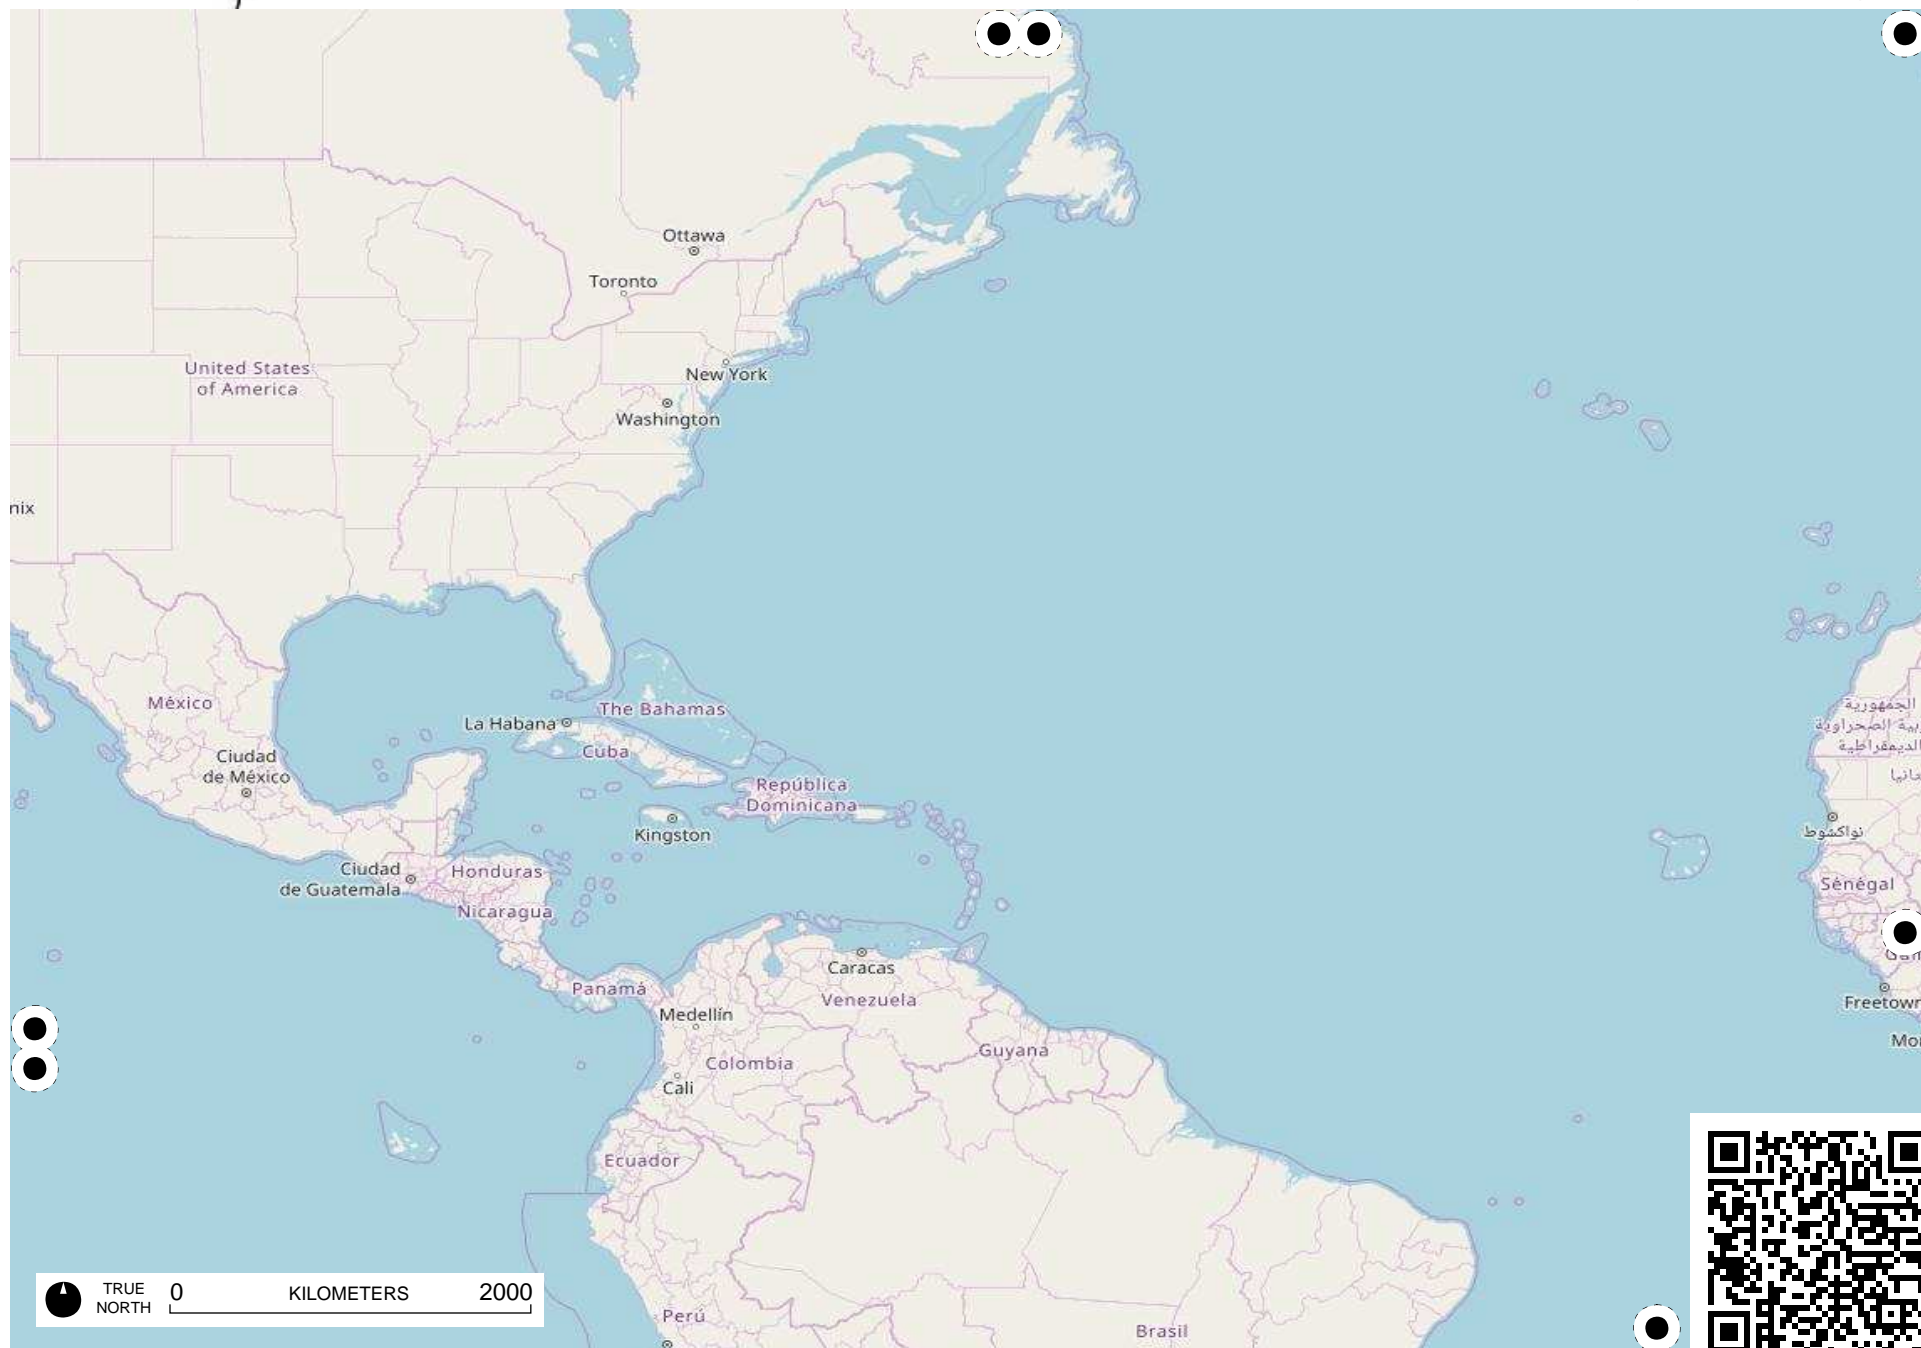 Ottawa
Toronto
United States
of America
New York
Washington
nix
México
La Habana
The Bahamas
Cuba
Ciudad
de México
República
Dominicana
الجمهورية
الديمقراطية
Kingston
نواكشوط
Ciudad
de Guatemala
Honduras
Sénégal
Nicaragua
Caracas
Panamá
Venezuela
Freetown
Medellín
Guyana
Colombia
Cali
Ecuador
TRUE
NORTH
0 KILOMETERS 2000
Perú
Brasil